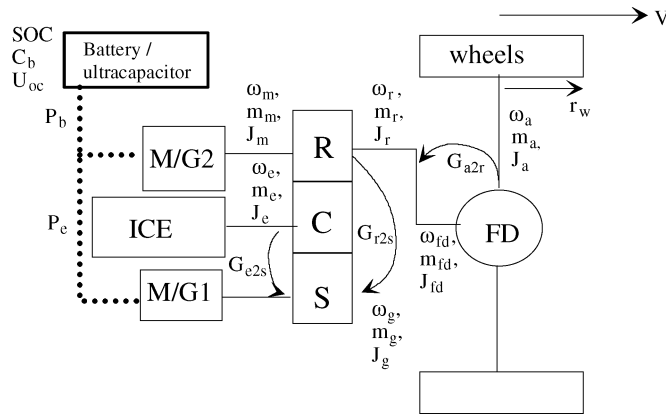 SOC
C_b
U_oc
Battery /
ultracapacitor
wheels
V
r_w
P_b
ω_m,
m_m,
J_m
ω_r,
m_r,
J_r
ω_a
m_a,
J_a
M/G2
R
G_a2r
ω_e,
m_e,
J_e
P_e
ICE
C
G_r2s
FD
ω_fd,
m_fd,
J_fd
G_e2s
M/G1
S
ω_g,
m_g,
J_g